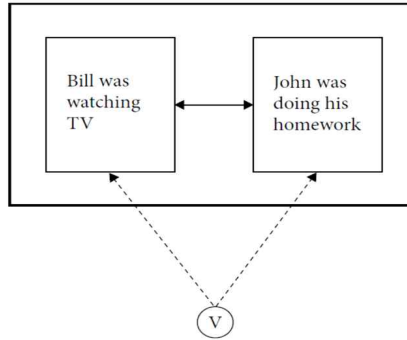 Bill was
watching
TV
John was
doing his
homework
V